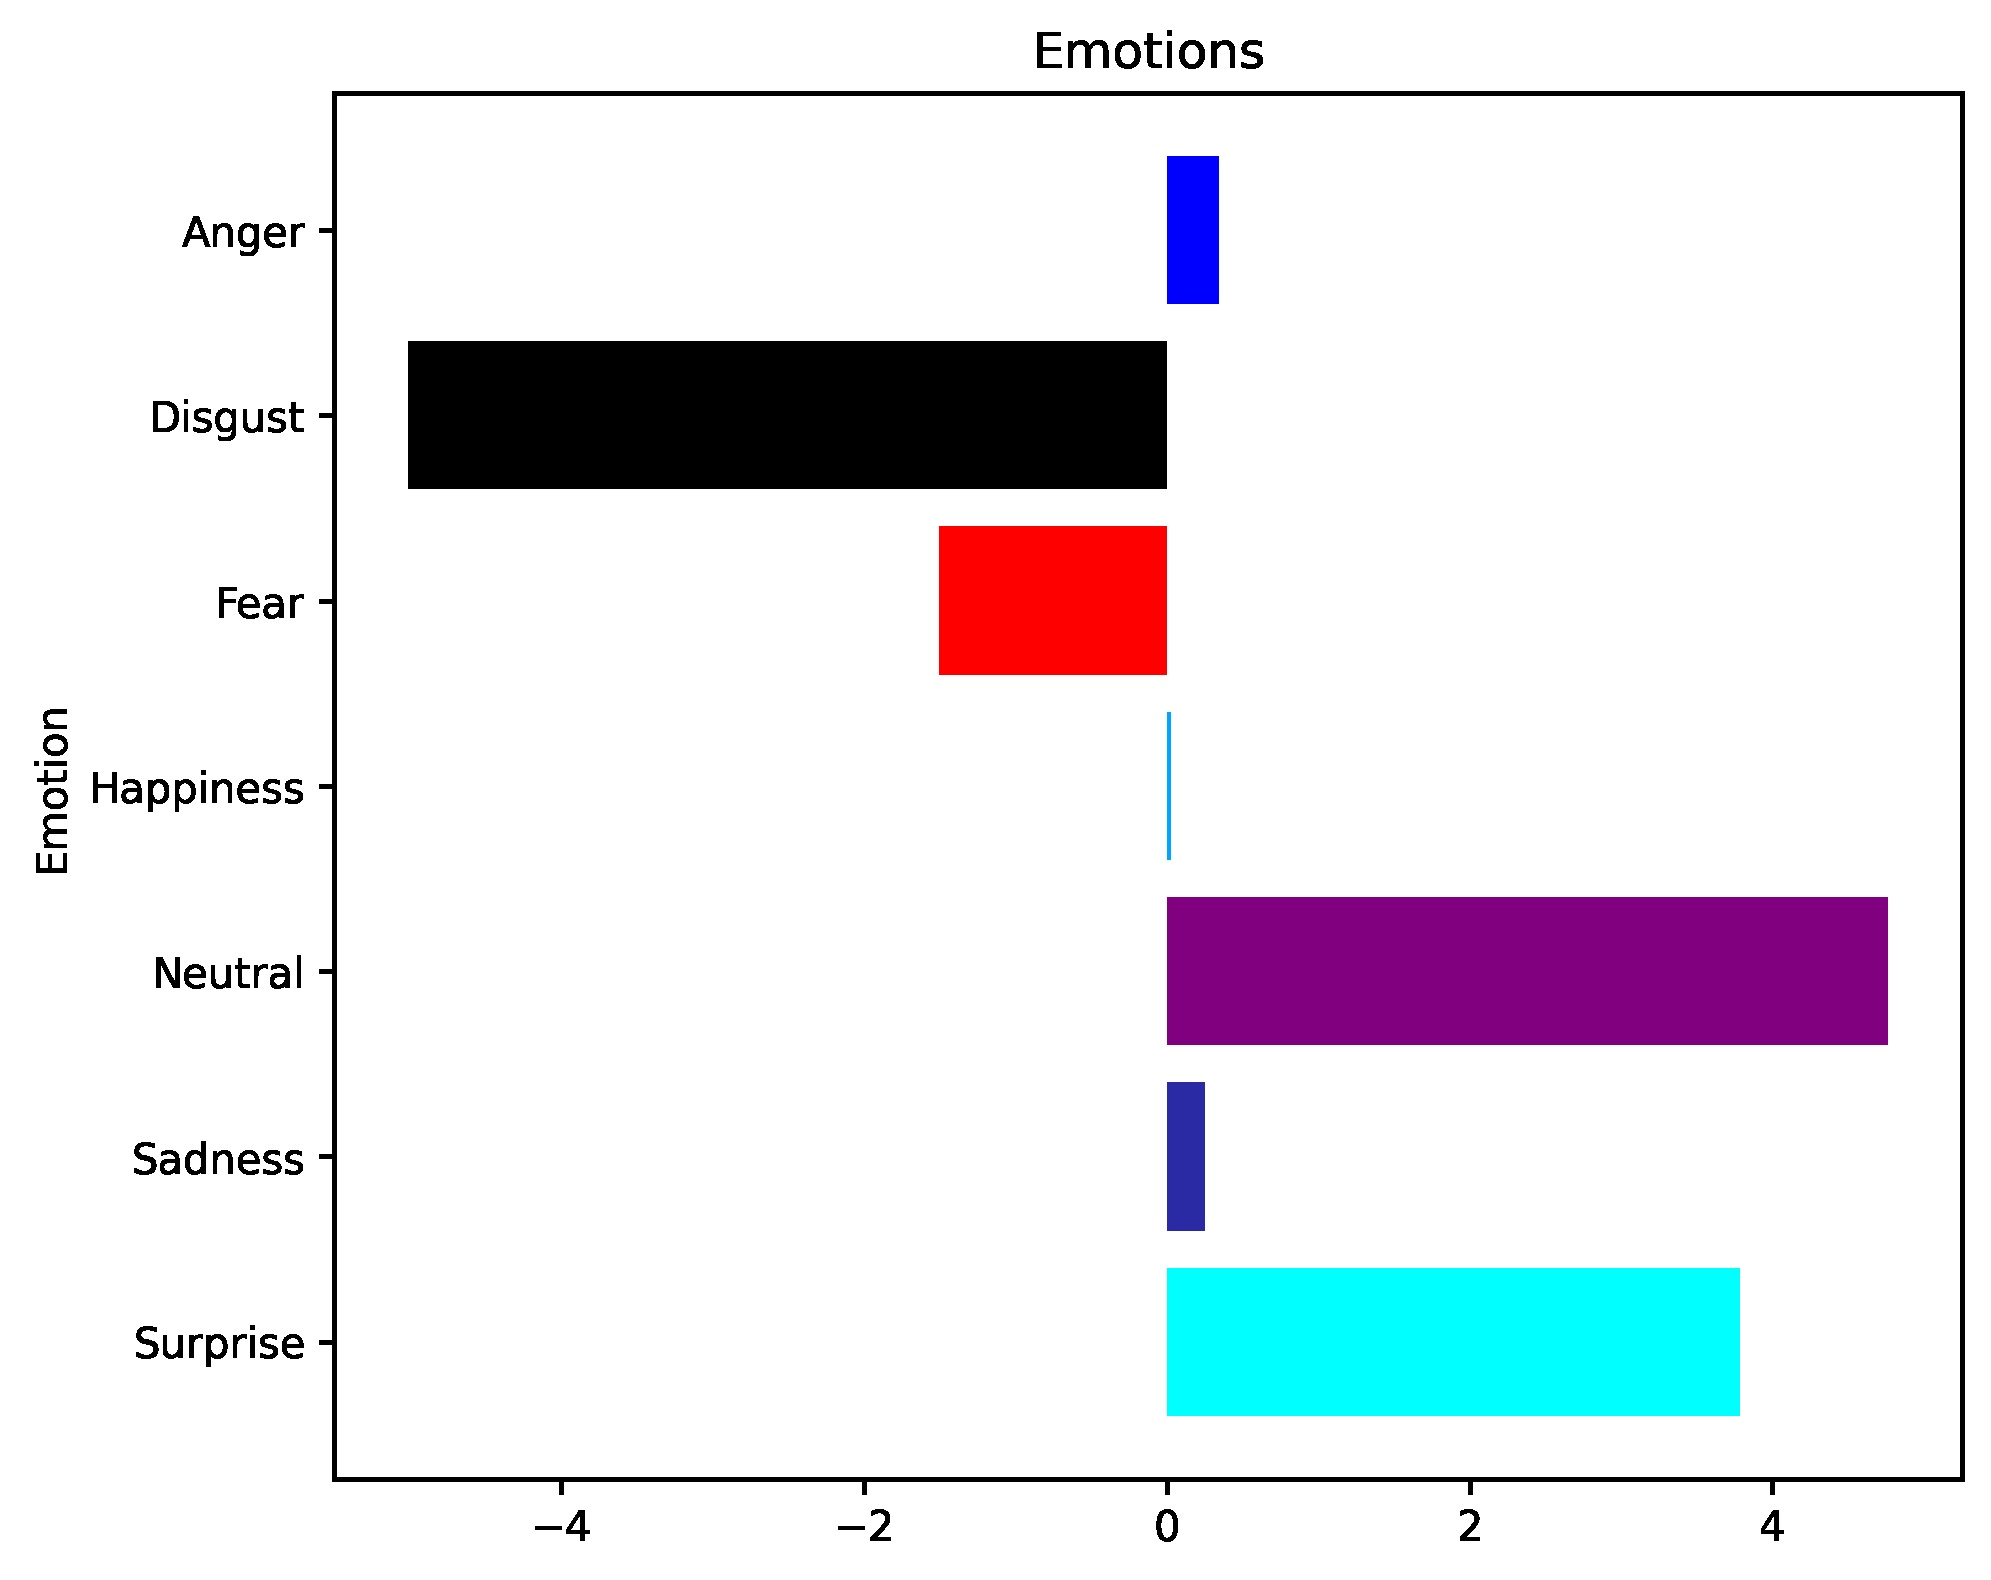 Emotions
Anger
Disgust
Fear
Happiness
Neutral
Sadness
Surprise
Emotion
−4 −2 0 2 4